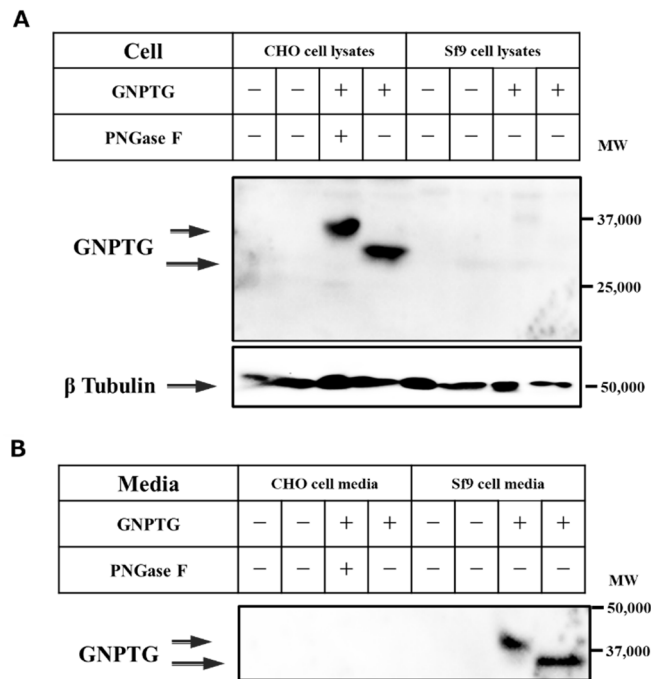 A
Cell CHO cell lysates Sf9 cell lysates
GNPTG − − + + − − + +
PNGase F − − + − − − − −
MW
GNPTG
37,000
25,000
β Tubulin
50,000
B
Media CHO cell media Sf9 cell media
GNPTG − − + + − − + +
PNGase F − − + − − − − −
MW
50,000
GNPTG
37,000